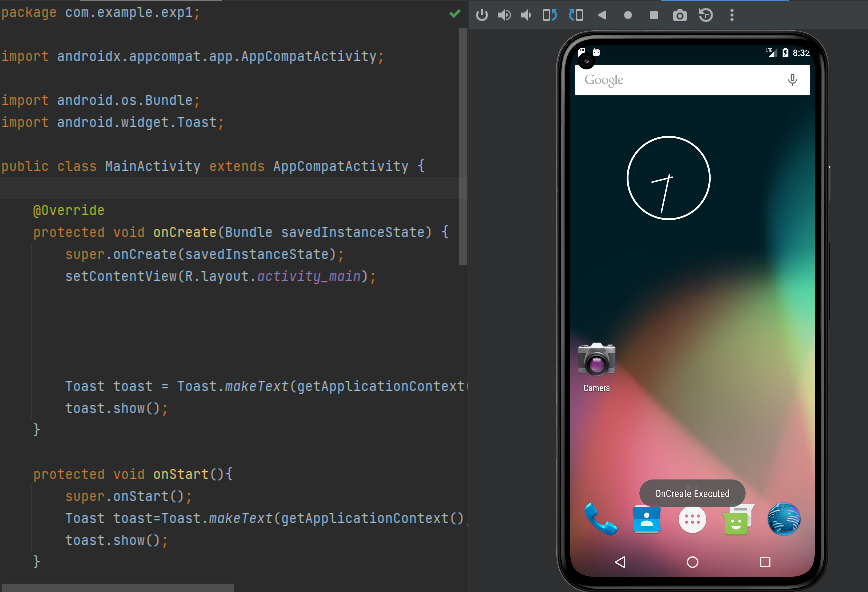 package com.example.exp1;
import androidx.appcompat.app.AppCompatActivity;
import android.os.Bundle;
import android.widget.Toast;
public class MainActivity extends AppCompatActivity {
@Override
protected void onCreate(Bundle savedInstanceState) {
super.onCreate(savedInstanceState);
setContentView(R.layout.activity_main);
Toast toast = Toast.makeText(getApplicationContext(
toast.show();
}
protected void onStart(){
super.onStart();
Toast toast=Toast.makeText(getApplicationContext(),
toast.show();
}
LTE 8:32
Google
Camera
OnCreate Executed